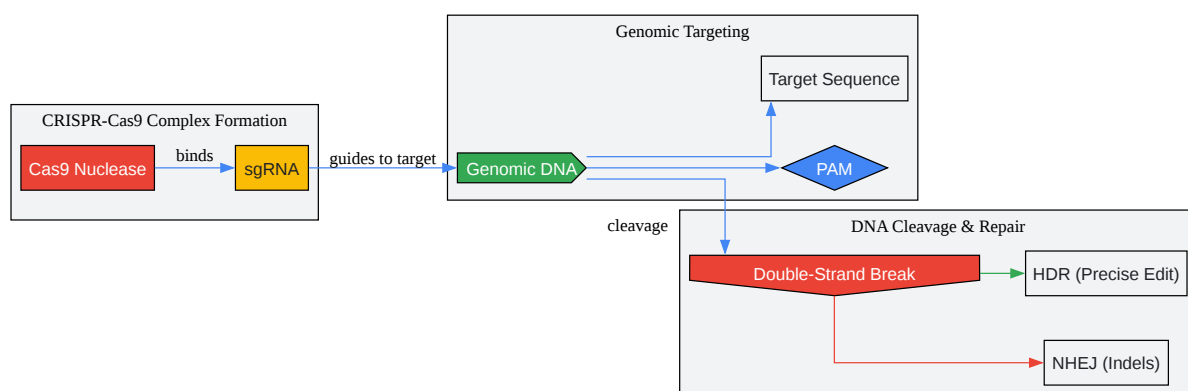 Genomic Targeting
Target Sequence
CRISPR-Cas9 Complex Formation
Cas9 Nuclease
binds
sgRNA
guides to target
Genomic DNA
PAM
cleavage
DNA Cleavage & Repair
Double-Strand Break
HDR (Precise Edit)
NHEJ (Indels)